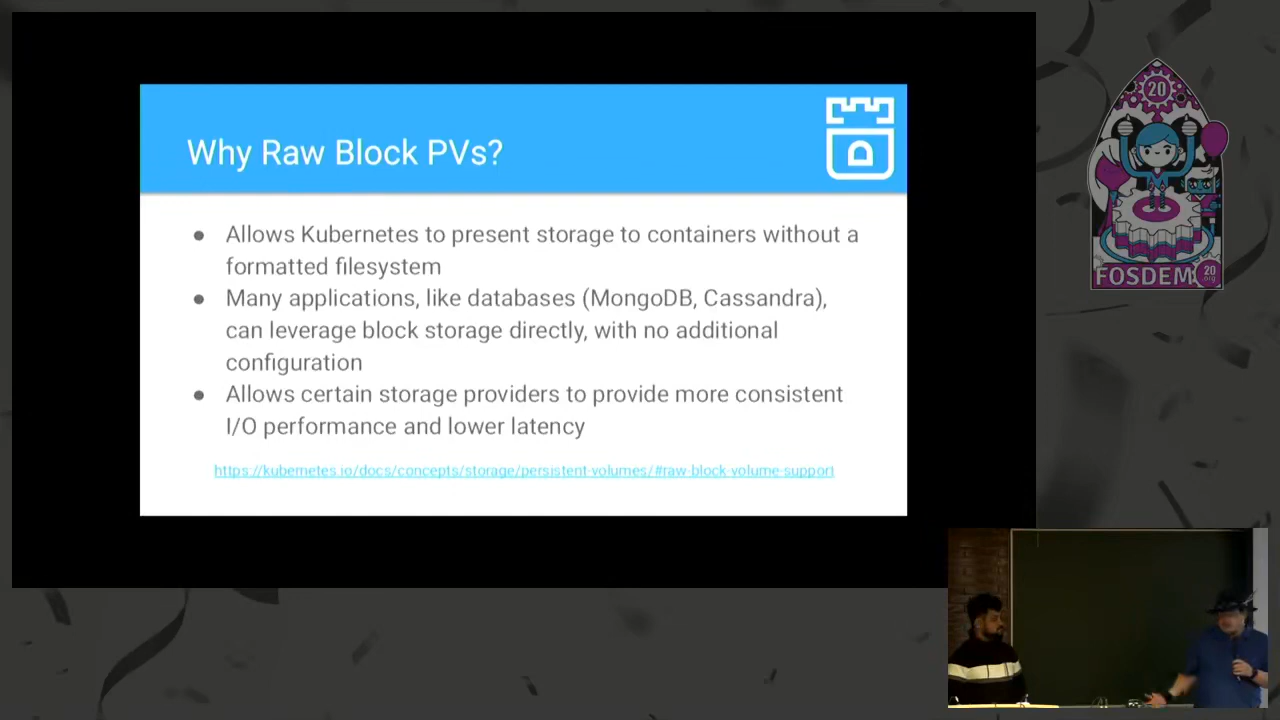 Why Raw Block PVs?
● Allows Kubernetes to present storage to containers without a
formatted filesystem
● Many applications, like databases (MongoDB, Cassandra),
can leverage block storage directly, with no additional
configuration
● Allows certain storage providers to provide more consistent
I/O performance and lower latency
https://kubernetes.io/docs/concepts/storage/persistent-volumes/#raw-block-volume-support
20
FOSDEM 20
.org